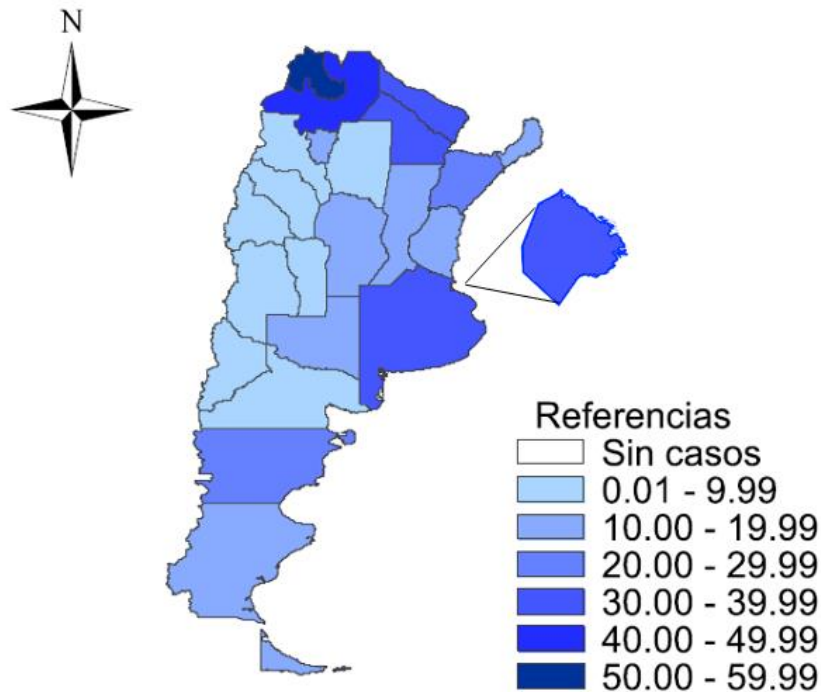 N
Referencias
Sin casos
0.01 - 9.99
10.00 - 19.99
20.00 - 29.99
30.00 - 39.99
40.00 - 49.99
50.00 - 59.99